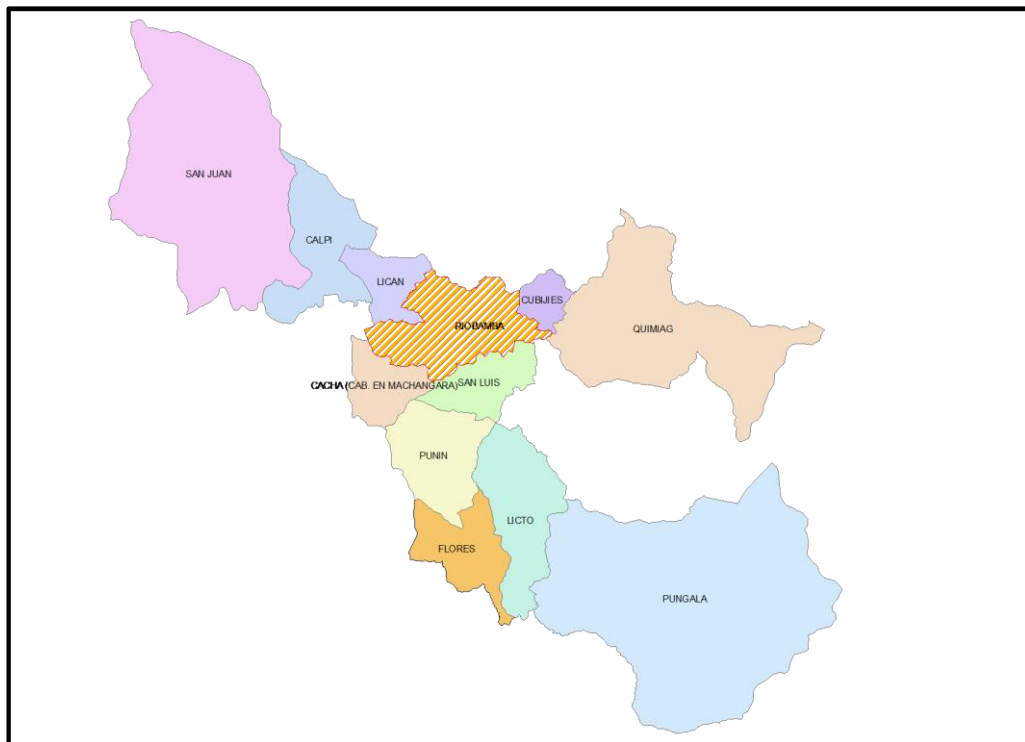 SAN JUAN
CALPI
LICAN
CUBIJIES
RIOBAMBA
QUIMIAG
CACHA (CAB. EN MACHANGARA)
SAN LUIS
PUNIN
LICTO
FLORES
PUNGALA